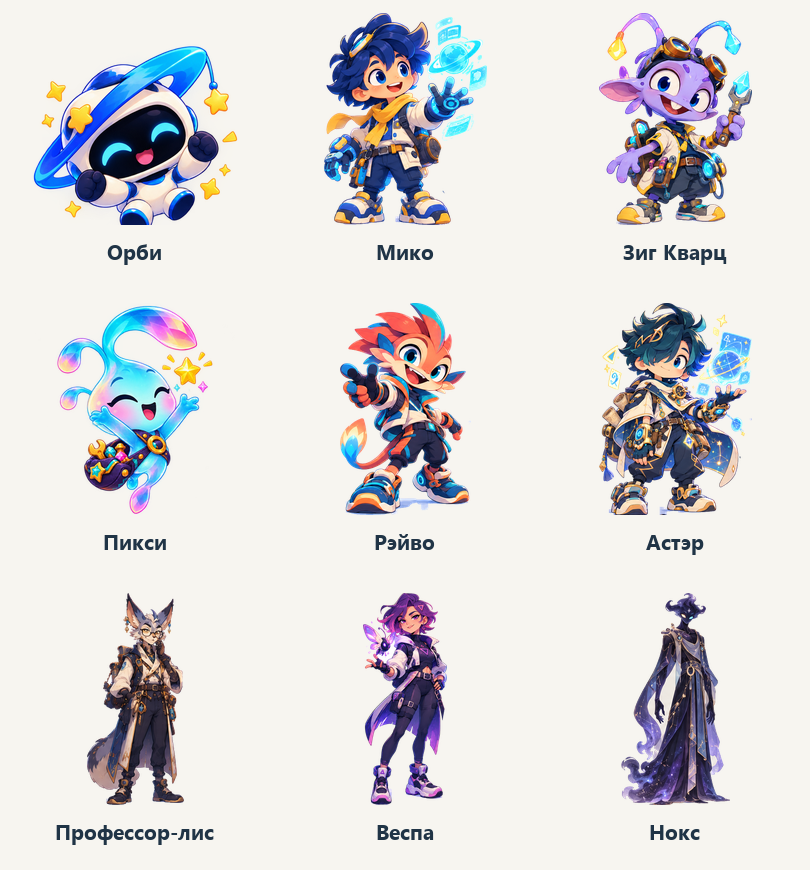 Орби
Мико
Зиг Кварц
Пикси
Рэйво
Астэр
Профессор-лис
Веспа
Нокс